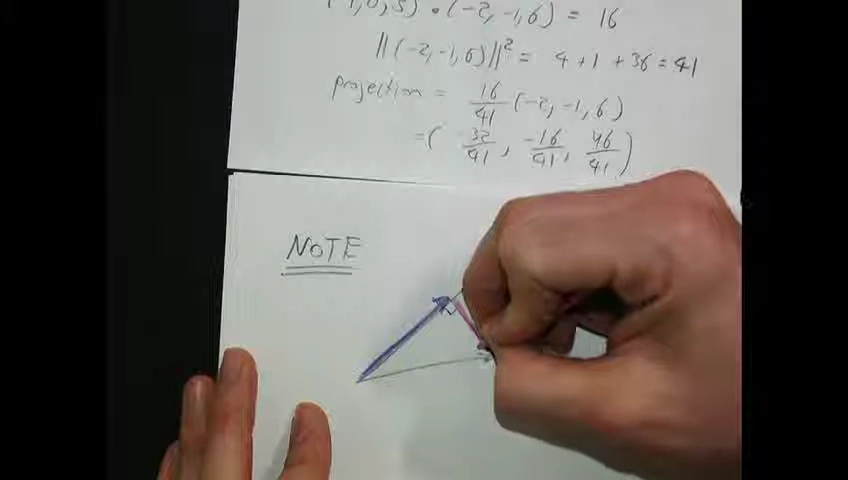 (-1, 0, 3) • (-2, -1, 6) = 16
||(-2, -1, 6)||² = 4 + 1 + 36 = 41
projection = 16/41 (-2, -1, 6)
= ( 32/41, -16/41, 46/41 )
NOTE